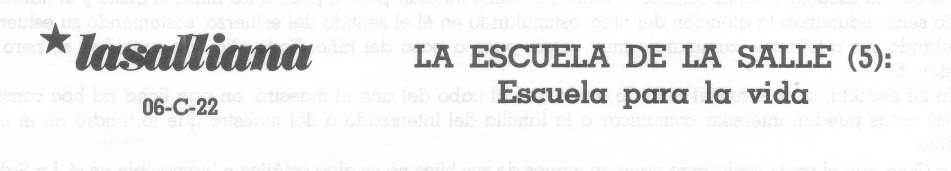 ★ lasalliana
06-C-22
LA ESCUELA DE LA SALLE (5):
Escuela para la vida